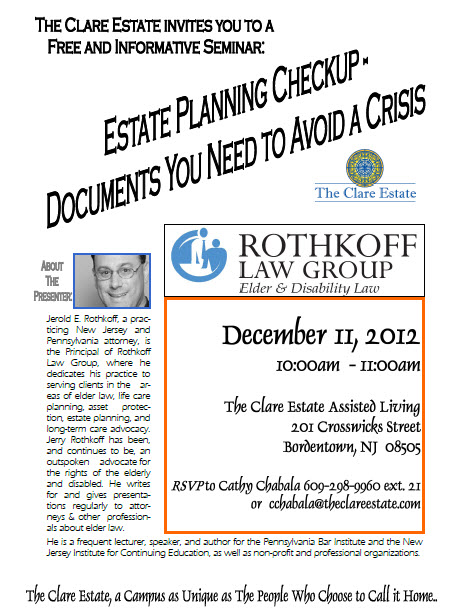 The Clare Estate invites you to a
Free and Informative Seminar:
Estate Planning Checkup -
Documents You Need to Avoid a Crisis
The Clare Estate
ROTHKOFF
LAW GROUP
Elder & Disability Law
About
The
Presenter:
Jerold E. Rothkoff, a prac-
ticing New Jersey and
Pennsylvania attorney, is
the Principal of Rothkoff
Law Group, where he
dedicates his practice to
serving clients in the ar-
eas of elder law, life care
planning, asset protec-
tion, estate planning, and
long-term care advocacy.
Jerry Rothkoff has been,
and continues to be, an
outspoken advocate for
the rights of the elderly
and disabled. He writes
for and gives presenta-
tions regularly to attor-
neys & other profession-
als about elder law.
He is a frequent lecturer, speaker, and author for the Pennsylvania Bar Institute and the New
Jersey Institute for Continuing Education, as well as non-profit and professional organizations.
December 11, 2012
10:00am - 11:00am
The Clare Estate Assisted Living
201 Crosswicks Street
Bordentown, NJ 08505
RSVP to Cathy Chabala 609-298-9960 ext. 21
or cchabala@theclareestate.com
The Clare Estate, a Campus as Unique as The People Who Choose to Call it Home..